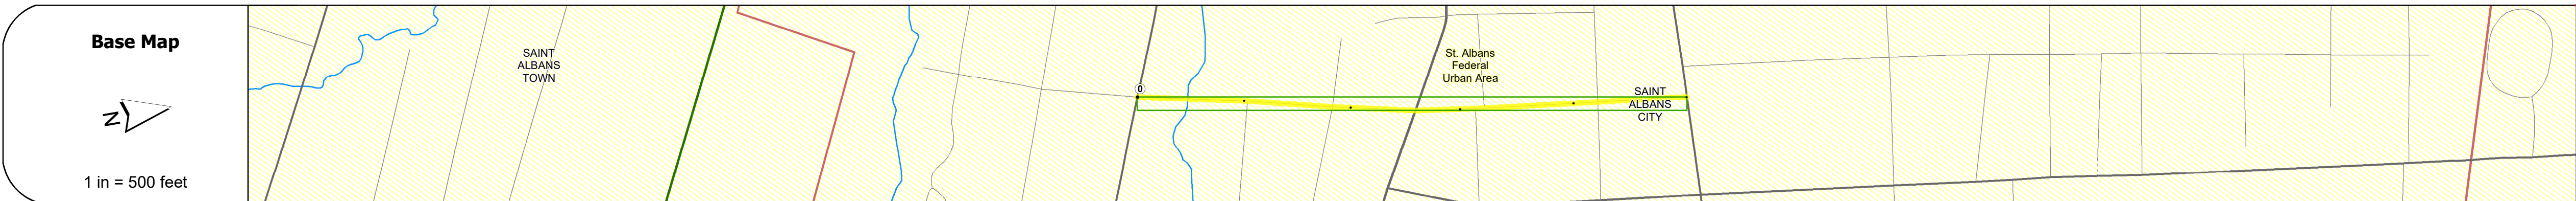 Base Map
N
1 in = 500 feet
SAINT
ALBANS
TOWN
0
St. Albans
Federal
Urban Area
SAINT
ALBANS
CITY